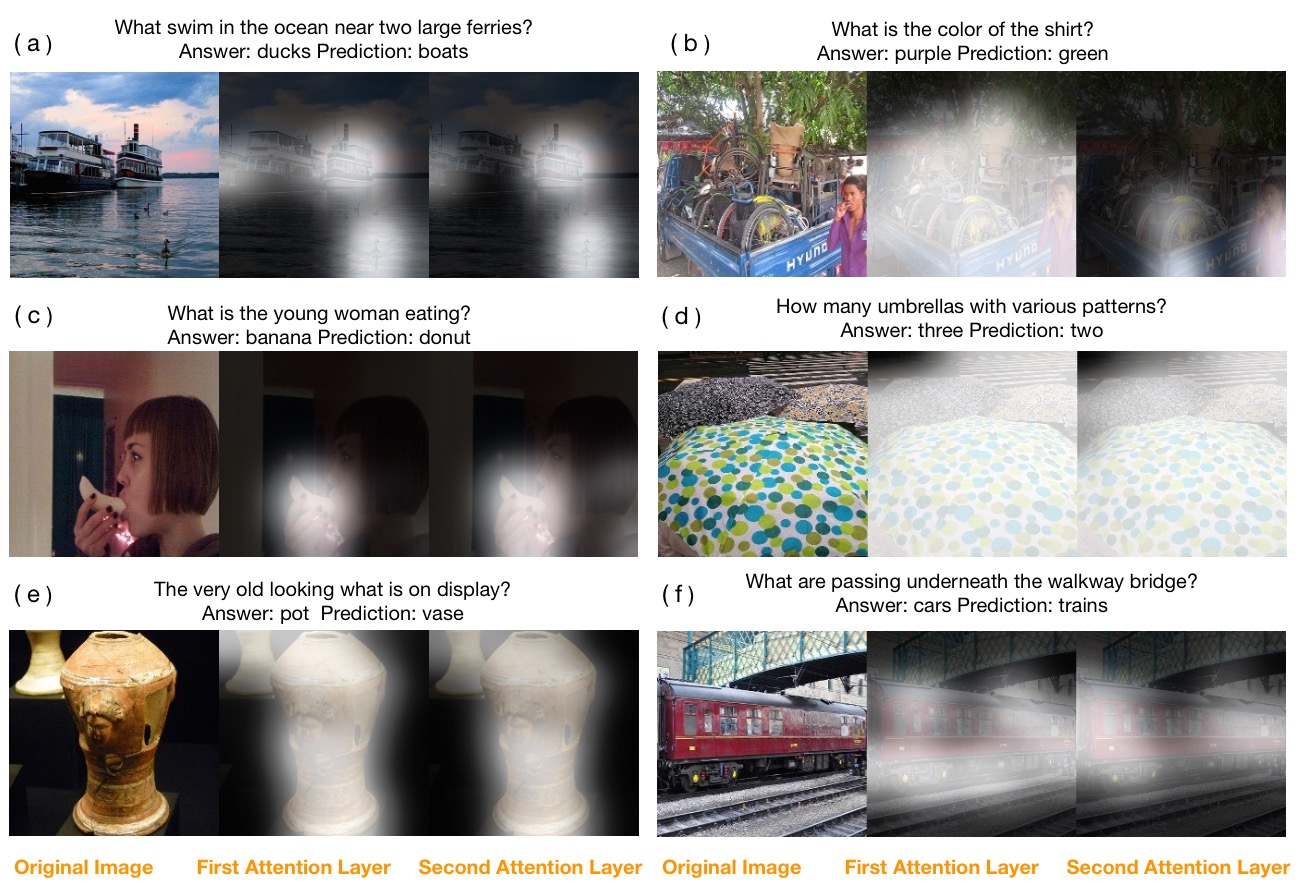 ( a )
What swim in the ocean near two large ferries?
Answer: ducks Prediction: boats
( b )
What is the color of the shirt?
Answer: purple Prediction: green
HYUND
( c )
What is the young woman eating?
Answer: banana Prediction: donut
( d )
How many umbrellas with various patterns?
Answer: three Prediction: two
( e )
The very old looking what is on display?
Answer: pot  Prediction: vase
( f )
What are passing underneath the walkway bridge?
Answer: cars Prediction: trains
Original Image
First Attention Layer
Second Attention Layer
Original Image
First Attention Layer
Second Attention Layer